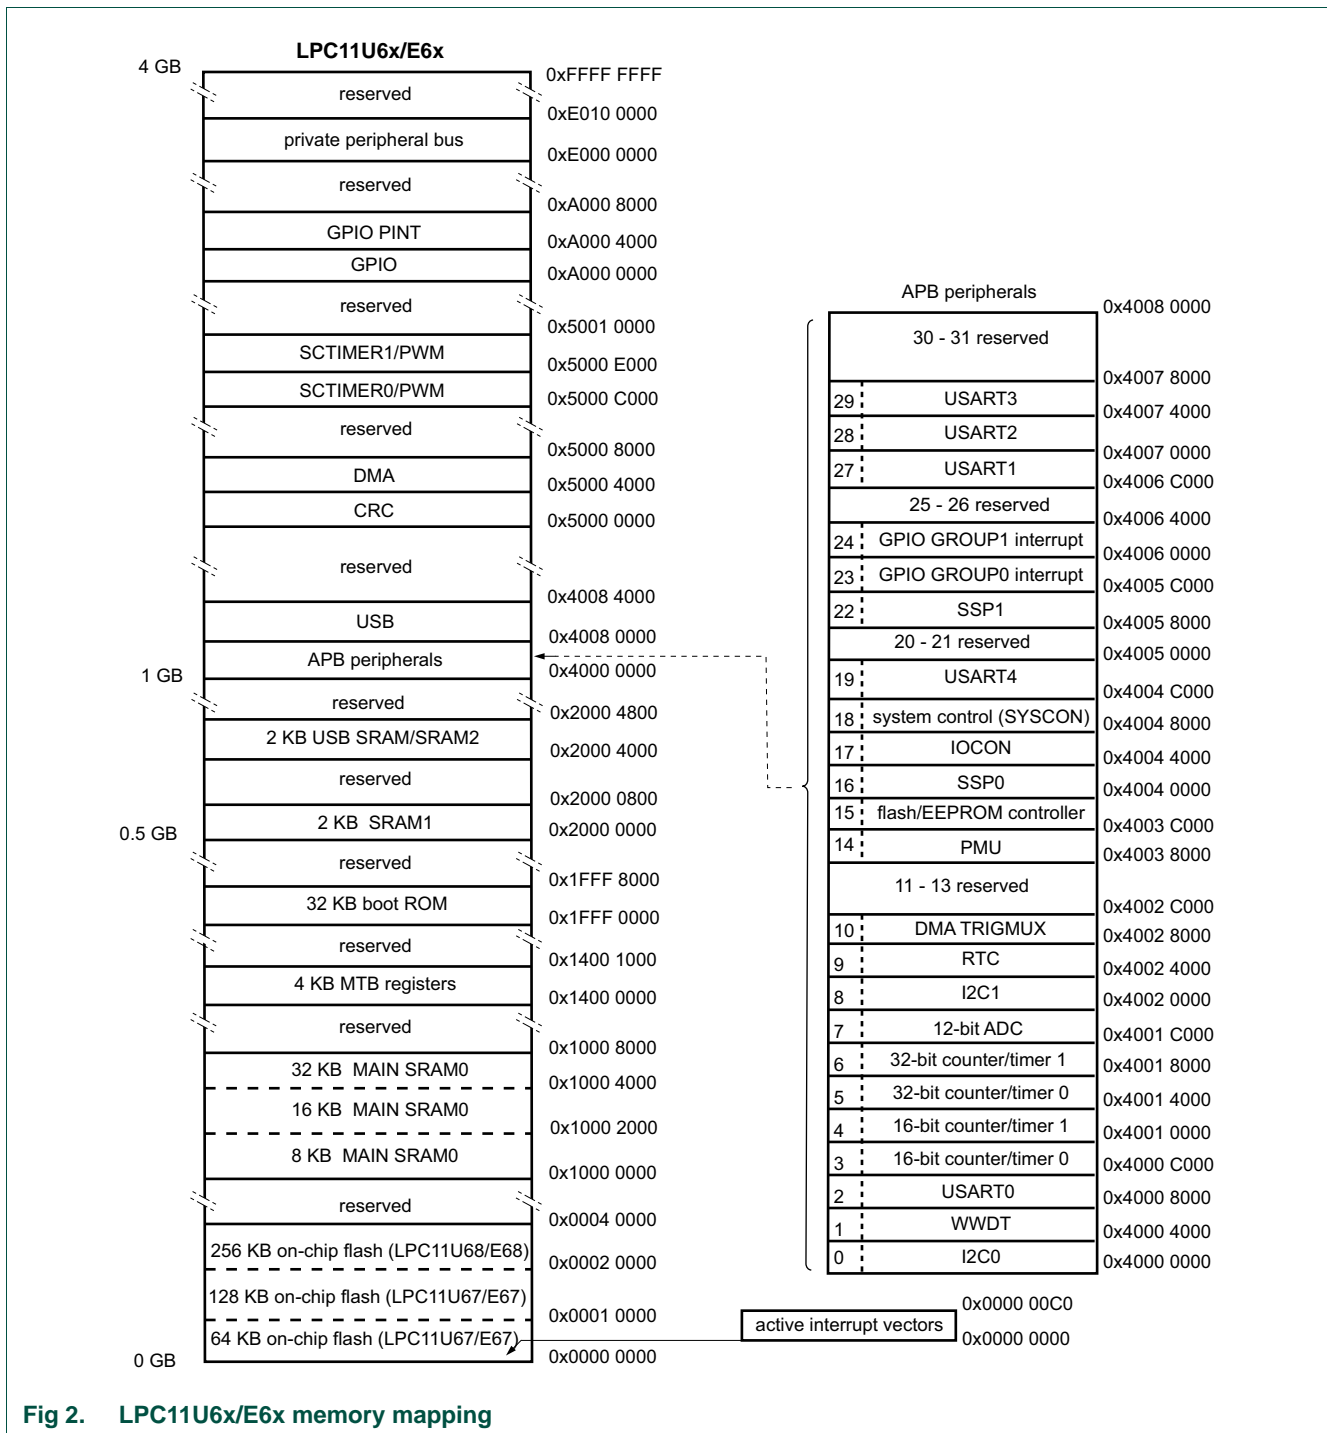 LPC11U6x/E6x
4 GB
0xFFFF FFFF
reserved
0xE010 0000
private peripheral bus
0xE000 0000
reserved
0xA000 8000
GPIO PINT
0xA000 4000
GPIO
0xA000 0000
reserved
0x5001 0000
SCTIMER1/PWM
0x5000 E000
SCTIMER0/PWM
0x5000 C000
reserved
0x5000 8000
DMA
0x5000 4000
CRC
0x5000 0000
reserved
0x4008 4000
USB
0x4008 0000
APB peripherals
0x4000 0000
1 GB
reserved
0x2000 4800
2 KB USB SRAM/SRAM2
0x2000 4000
reserved
0x2000 0800
2 KB SRAM1
0x2000 0000
0.5 GB
reserved
0x1FFF 8000
32 KB boot ROM
0x1FFF 0000
reserved
0x1400 1000
4 KB MTB registers
0x1400 0000
reserved
0x1000 8000
32 KB MAIN SRAM0
0x1000 4000
16 KB MAIN SRAM0
0x1000 2000
8 KB MAIN SRAM0
0x1000 0000
reserved
0x0004 0000
256 KB on-chip flash (LPC11U68/E68)
0x0002 0000
128 KB on-chip flash (LPC11U67/E67)
0x0001 0000
64 KB on-chip flash (LPC11U67/E67)
0x0000 0000
0 GB
APB peripherals
0x4008 0000
30 - 31 reserved
0x4007 8000
29 USART3
0x4007 4000
28 USART2
0x4007 0000
27 USART1
0x4006 C000
25 - 26 reserved
0x4006 4000
24 GPIO GROUP1 interrupt
0x4006 0000
23 GPIO GROUP0 interrupt
0x4005 C000
22 SSP1
0x4005 8000
20 - 21 reserved
0x4005 0000
19 USART4
0x4004 C000
18 system control (SYSCON)
0x4004 8000
17 IOCON
0x4004 4000
16 SSP0
0x4004 0000
15 flash/EEPROM controller
0x4003 C000
14 PMU
0x4003 8000
11 - 13 reserved
0x4002 C000
10 DMA TRIGMUX
0x4002 8000
9 RTC
0x4002 4000
8 I2C1
0x4002 0000
7 12-bit ADC
0x4001 C000
6 32-bit counter/timer 1
0x4001 8000
5 32-bit counter/timer 0
0x4001 4000
4 16-bit counter/timer 1
0x4001 0000
3 16-bit counter/timer 0
0x4000 C000
2 USART0
0x4000 8000
1 WWDT
0x4000 4000
0 I2C0
0x4000 0000
0x0000 00C0
active interrupt vectors
0x0000 0000
Fig 2. LPC11U6x/E6x memory mapping